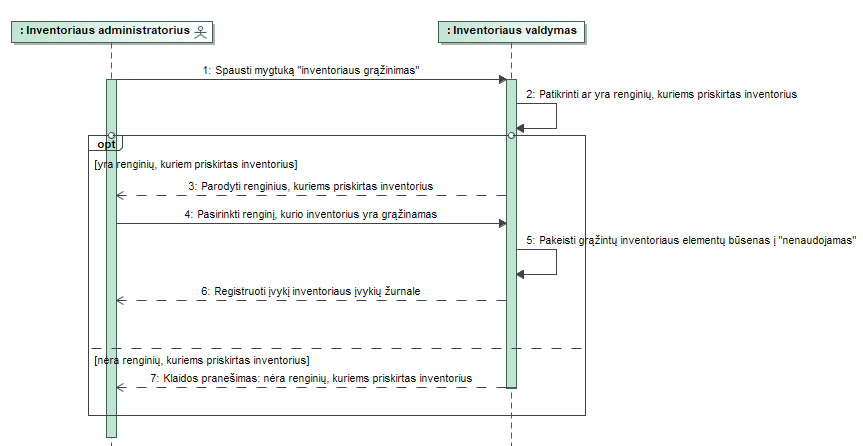 : Inventoriaus administratorius
: Inventoriaus valdymas
1: Spausti mygtuką "inventoriaus grąžinimas"
2: Patikrinti ar yra renginių, kuriems priskirtas inventorius
opt
[yra renginių, kuriem priskirtas inventorius]
3: Parodyti renginius, kuriems priskirtas inventorius
4: Pasirinkti renginį, kurio inventorius yra grąžinamas
5: Pakeisti grąžintų inventoriaus elementų būsenas į "nenaudojamas"
6: Registruoti įvykį inventoriaus įvykių žurnale
[nėra renginių, kuriems priskirtas inventorius]
7: Klaidos pranešimas: nėra renginių, kuriems priskirtas inventorius